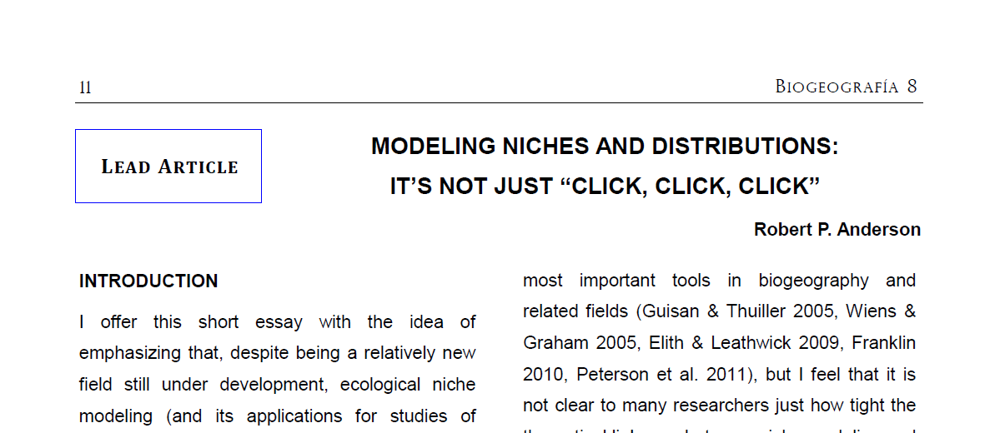 11
BIOGEOGRAFÍA 8
LEAD ARTICLE
MODELING NICHES AND DISTRIBUTIONS:
IT’S NOT JUST “CLICK, CLICK, CLICK”
Robert P. Anderson
INTRODUCTION
I offer this short essay with the idea of
emphasizing that, despite being a relatively new
field still under development, ecological niche
modeling (and its applications for studies of
most important tools in biogeography and
related fields (Guisan & Thuiller 2005, Wiens &
Graham 2005, Elith & Leathwick 2009, Franklin
2010, Peterson et al. 2011), but I feel that it is
not clear to many researchers just how tight the